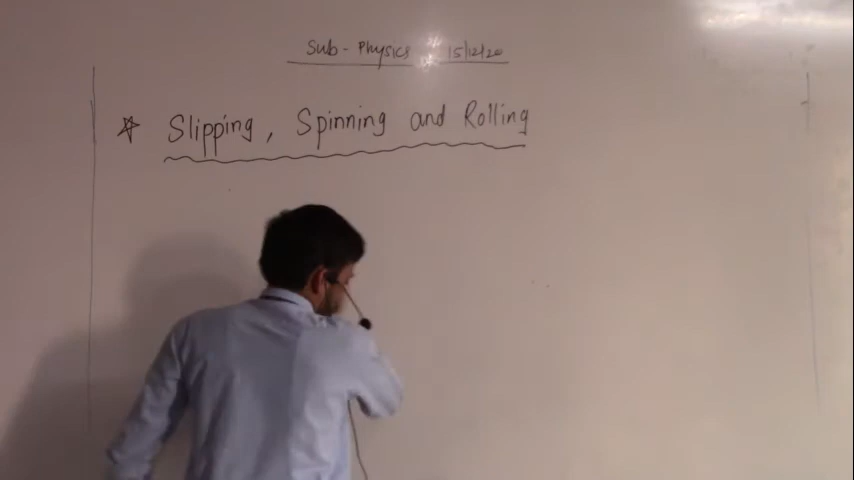 Sub - Physics 15/12/20
☆ Slipping, Spinning and Rolling